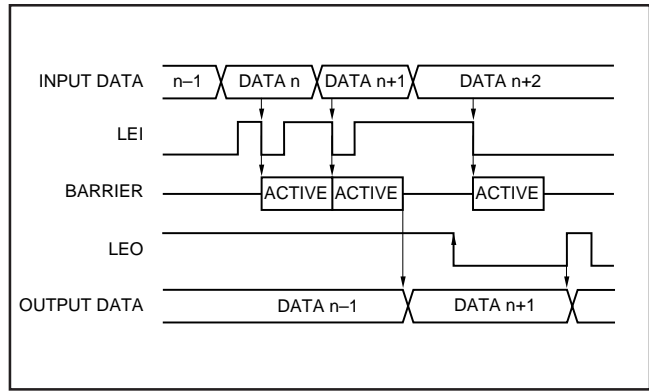 INPUT DATA n–1 DATA n DATA n+1 DATA n+2
LEI
BARRIER ACTIVE ACTIVE ACTIVE
LEO
OUTPUT DATA DATA n–1 DATA n+1